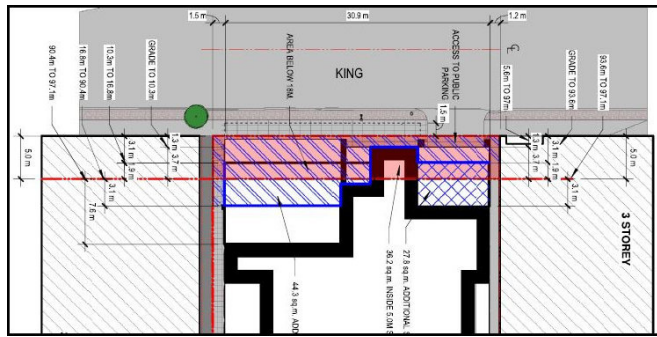 1.5 m
30.9 m
1.2 m
90.4m TO 97.1m
16.8m TO 90.4m
10.3m TO 16.8m
GRADE TO 10.3m
AREA BELOW 18M.
KING
ACCESS TO PUBLIC
PARKING
1.5 m
5.6m TO 97m
GRADE TO 93.6m
93.6m TO 97.1m
5.0 m
1.3 m
3.1 m
3.7 m
1.9 m
3.1 m
7.6 m
1.3 m
3.1 m
3.7 m
1.9 m
3.1 m
5.0 m
3 STOREY
27.8 sq.m. ADDITIONAL S
36.2 sq.m. INSIDE 5.0M S
44.3 sq.m. ADD